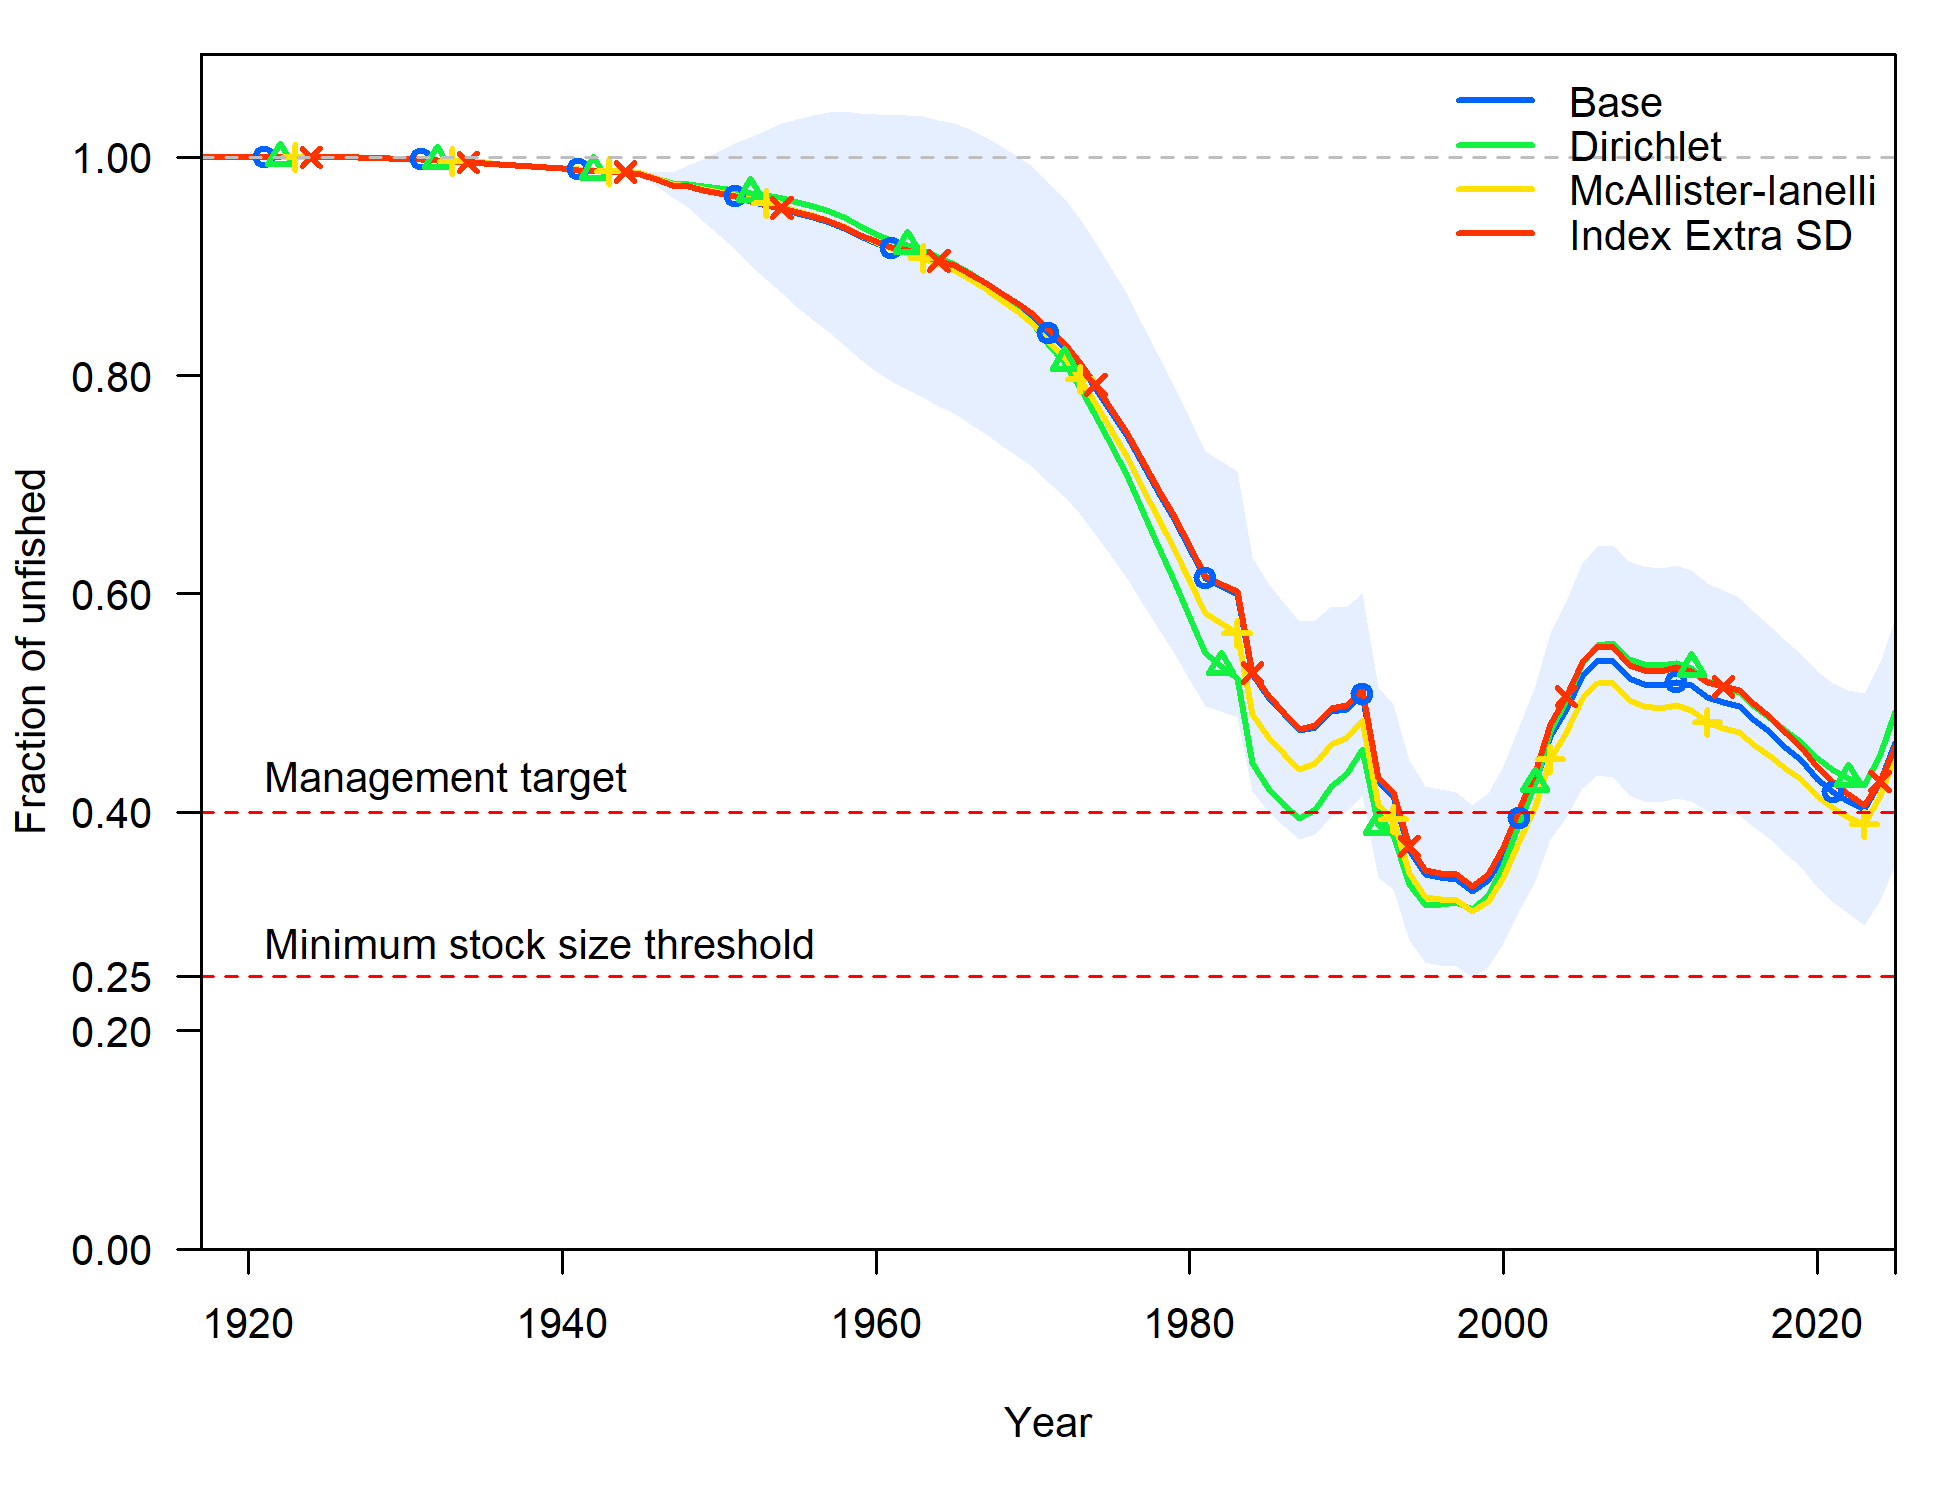 Base
Dirichlet
McAllister-Ianelli
Index Extra SD
1.00
0.80
0.60
0.40
0.25
0.20
0.00
Fraction of unfished
Management target
Minimum stock size threshold
1920 1940 1960 1980 2000 2020
Year